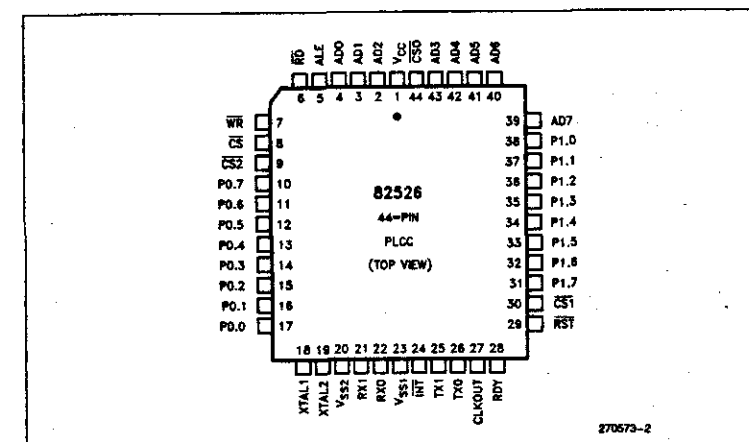 RD ALE AD0 AD1 AD2 VCC CS0 AD3 AD4 AD5 AD6
6 5 4 3 2 1 44 43 42 41 40
WR 7
CS 8
CS2 9
P0.7 10
P0.6 11
P0.5 12
P0.4 13
P0.3 14
P0.2 15
P0.1 16
P0.0 17
82526
44-PIN
PLCC
(TOP VIEW)
39 AD7
38 P1.0
37 P1.1
36 P1.2
35 P1.3
34 P1.4
33 P1.5
32 P1.6
31 P1.7
30 CS1
29 RST
18 19 20 21 22 23 24 25 26 27 28
XTAL1 XTAL2 VSS2 RX1 RX0 VSS1 INT TX1 TX0 CLKOUT RDY
270573-2